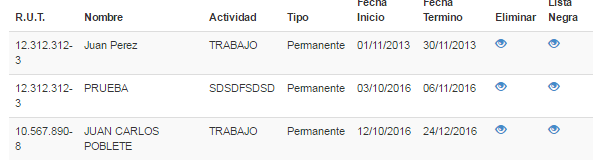 R.U.T. Nombre Actividad Tipo Fecha Inicio Fecha Termino Eliminar Lista Negra
12.312.312-3 Juan Perez TRABAJO Permanente 01/11/2013 30/11/2013
12.312.312-3 PRUEBA SDSDFSDSD Permanente 03/10/2016 06/11/2016
10.567.890-8 JUAN CARLOS POBLETE TRABAJO Permanente 12/10/2016 24/12/2016